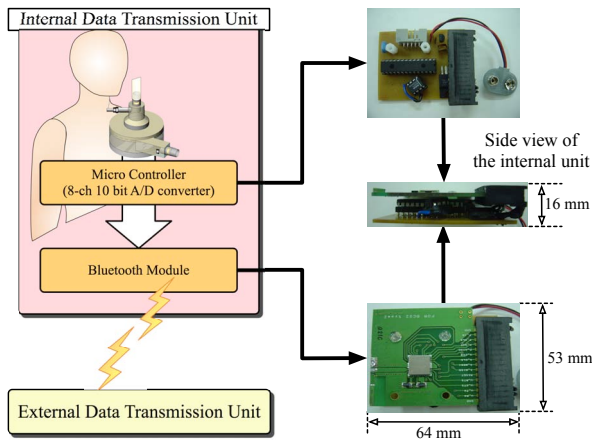 Internal Data Transmission Unit
Micro Controller
(8-ch 10 bit A/D converter)
Bluetooth Module
External Data Transmission Unit
Side view of
the internal unit
16 mm
53 mm
64 mm